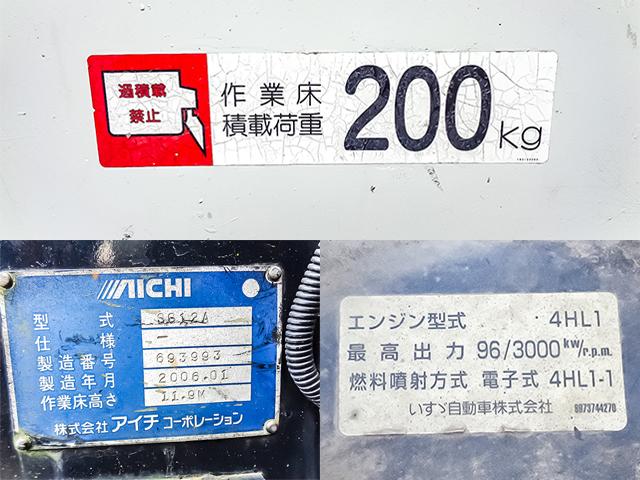 過積載
禁止
作業床
積載荷重
200kg
AICHI
型式 SS12A
仕様 −
製造番号 693993
製造年月 2006.01
作業床高さ 11.9M
株式会社 アイチ コーポレーション
エンジン型式 4HL1
最高出力 96/3000 kw/r.p.m.
燃料噴射方式 電子式 4HL1-1
いすゞ自動車株式会社 8973744270